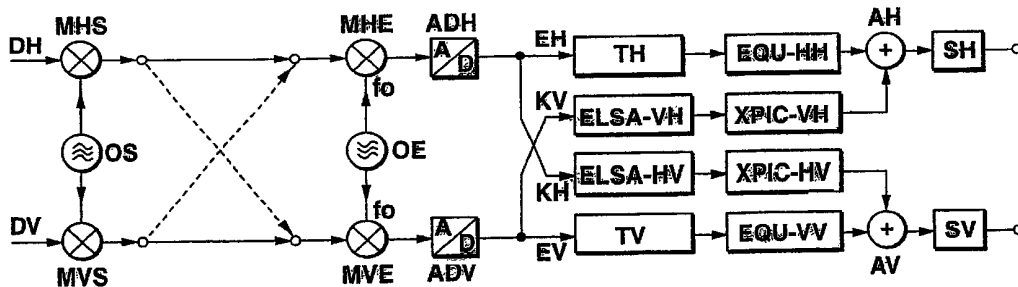 MHS
MHE
ADH
AH
DH
A
D
EH
TH
EQU-HH
+
SH
fo
KV
ELSA-VH
XPIC-VH
OS
OE
ELSA-HV
XPIC-HV
KH
fo
DV
A
D
EV
TV
EQU-VV
+
SV
MVS
MVE
ADV
AV